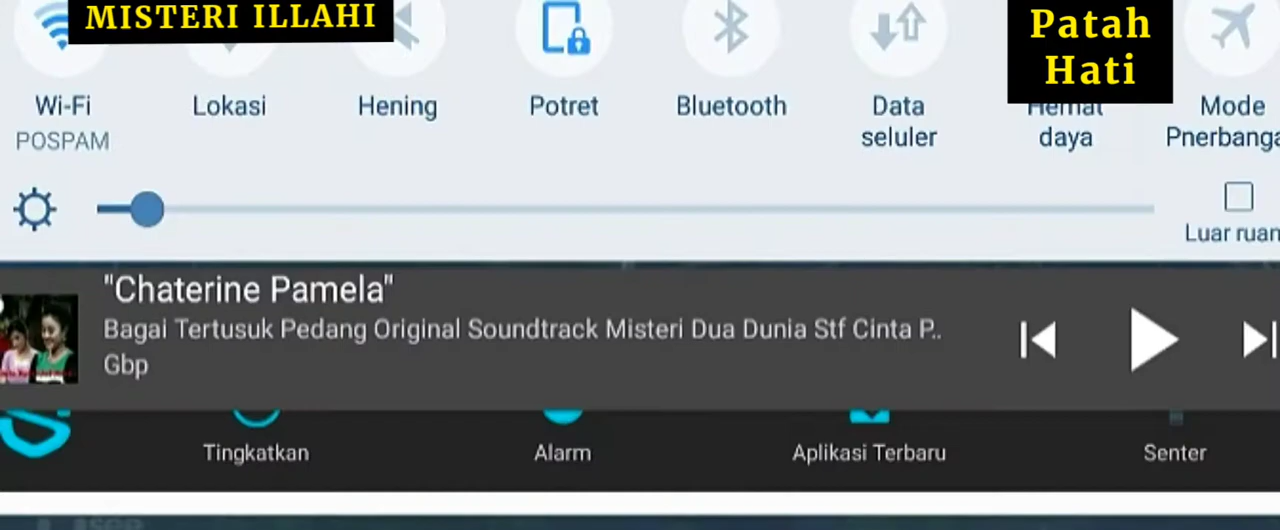 MISTERI ILLAHI
Patah
Hati
Wi-Fi
POSPAM
Lokasi
Hening
Potret
Bluetooth
Data
seluler
Hemat
daya
Mode
Pnerbanga
Luar ruan
"Chaterine Pamela"
Bagai Tertusuk Pedang Original Soundtrack Misteri Dua Dunia Stf Cinta P..
Gbp
Tingkatkan
Alarm
Aplikasi Terbaru
Senter